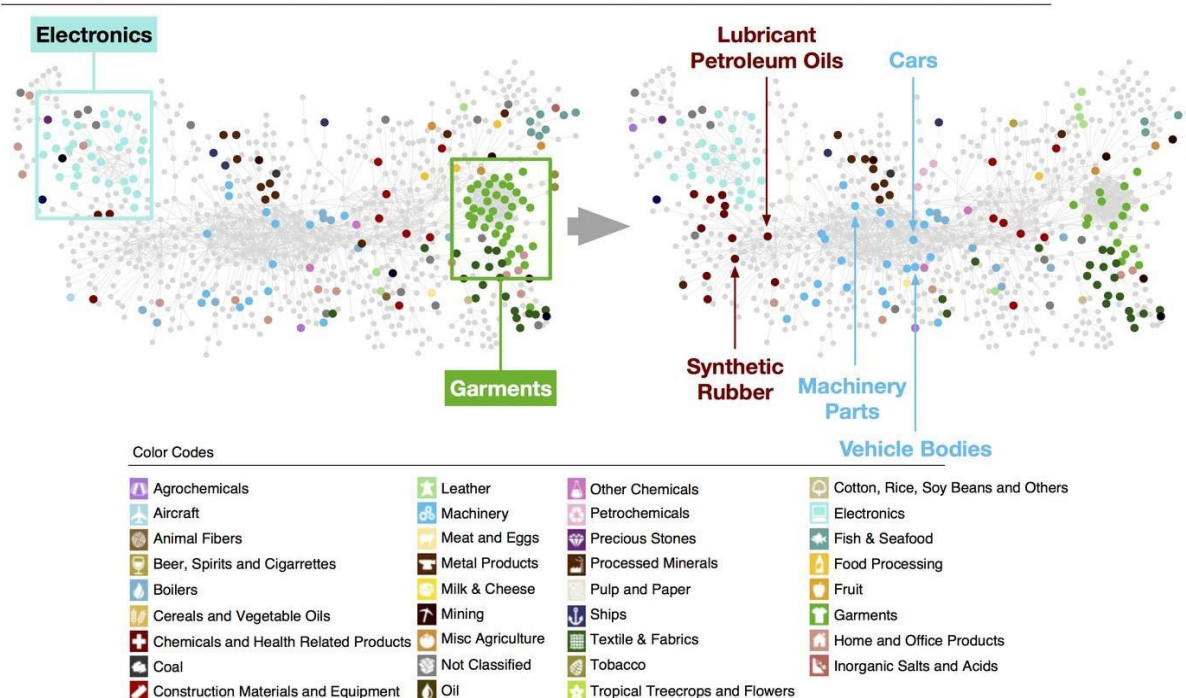 Electronics
Lubricant
Petroleum Oils
Cars
Garments
Synthetic
Rubber
Machinery
Parts
Vehicle Bodies
Color Codes
Agrochemicals
Aircraft
Animal Fibers
Beer, Spirits and Cigarrettes
Boilers
Cereals and Vegetable Oils
Chemicals and Health Related Products
Coal
Construction Materials and Equipment
Leather
Machinery
Meat and Eggs
Metal Products
Milk & Cheese
Mining
Misc Agriculture
Not Classified
Oil
Other Chemicals
Petrochemicals
Precious Stones
Processed Minerals
Pulp and Paper
Ships
Textile & Fabrics
Tobacco
Tropical Treecrops and Flowers
Cotton, Rice, Soy Beans and Others
Electronics
Fish & Seafood
Food Processing
Fruit
Garments
Home and Office Products
Inorganic Salts and Acids